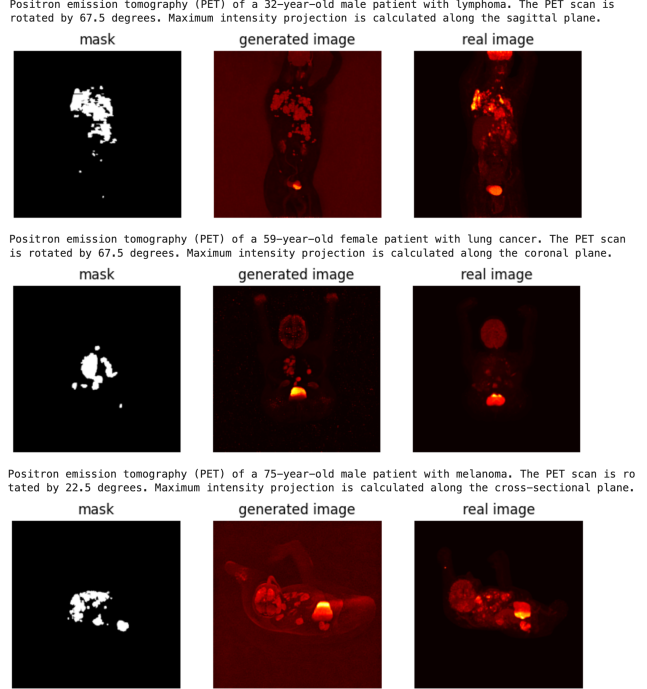 Positron emission tomography (PET) of a 32-year-old male patient with lymphoma. The PET scan is
rotated by 67.5 degrees. Maximum intensity projection is calculated along the sagittal plane.
mask generated image real image
Positron emission tomography (PET) of a 59-year-old female patient with lung cancer. The PET scan
is rotated by 67.5 degrees. Maximum intensity projection is calculated along the coronal plane.
mask generated image real image
Positron emission tomography (PET) of a 75-year-old male patient with melanoma. The PET scan is ro
tated by 22.5 degrees. Maximum intensity projection is calculated along the cross-sectional plane.
mask generated image real image